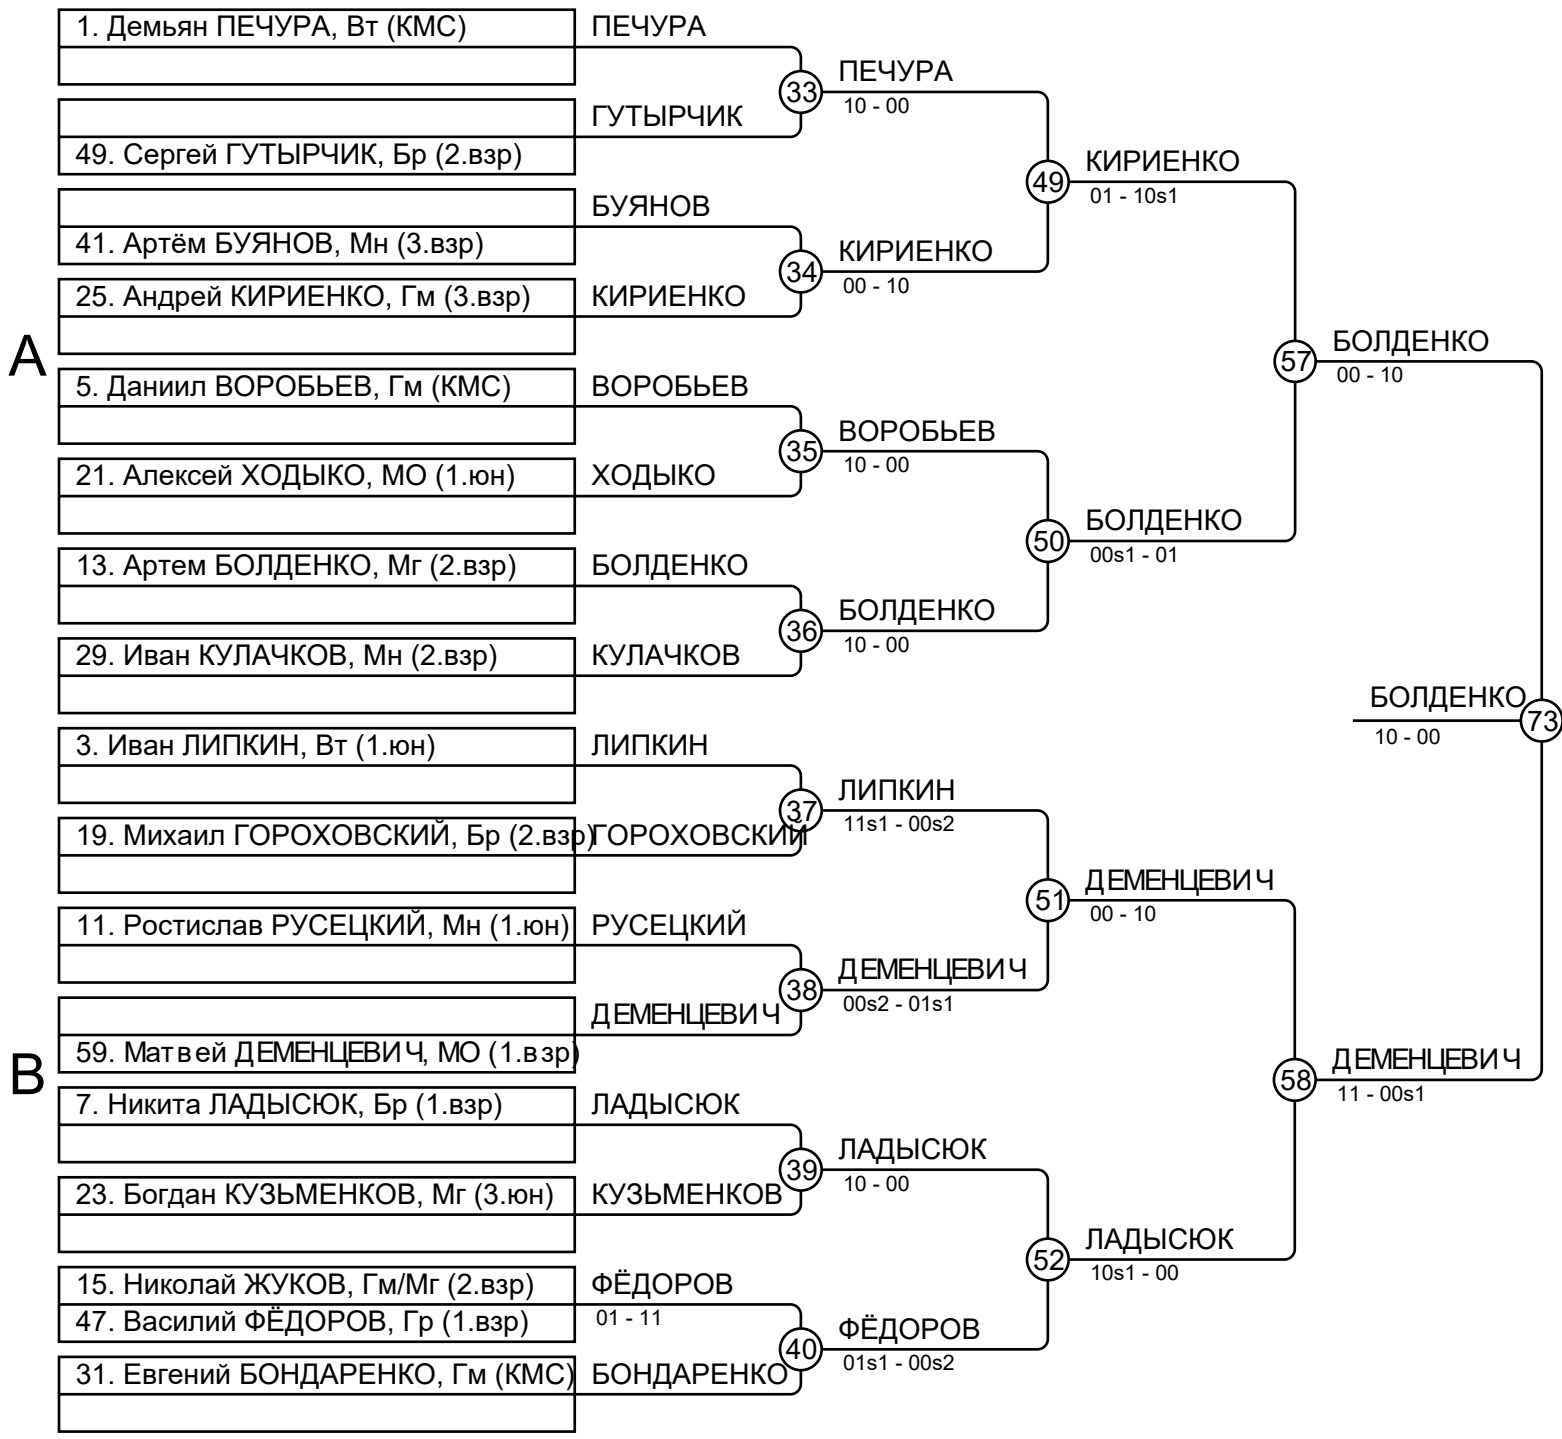 1. Демьян ПЕЧУРА, Вт (КМС)
ПЕЧУРА
33
ПЕЧУРА
10 - 00
ГУТЫРЧИК
49. Сергей ГУТЫРЧИК, Бр (2.взр)
49
КИРИЕНКО
01 - 10s1
БУЯНОВ
41. Артём БУЯНОВ, Мн (3.взр)
34
КИРИЕНКО
00 - 10
25. Андрей КИРИЕНКО, Гм (3.взр)
КИРИЕНКО
A
57
БОЛДЕНКО
00 - 10
5. Даниил ВОРОБЬЕВ, Гм (КМС)
ВОРОБЬЕВ
35
ВОРОБЬЕВ
10 - 00
21. Алексей ХОДЫКО, МО (1.юн)
ХОДЫКО
50
БОЛДЕНКО
00s1 - 01
13. Артем БОЛДЕНКО, Мг (2.взр)
БОЛДЕНКО
36
БОЛДЕНКО
10 - 00
29. Иван КУЛАЧКОВ, Мн (2.взр)
КУЛАЧКОВ
БОЛДЕНКО
73
10 - 00
3. Иван ЛИПКИН, Вт (1.юн)
ЛИПКИН
37
ЛИПКИН
11s1 - 00s2
19. Михаил ГОРОХОВСКИЙ, Бр (2.взр)
ГОРОХОВСКИЙ
51
ДЕМЕНЦЕВИЧ
00 - 10
11. Ростислав РУСЕЦКИЙ, Мн (1.юн)
РУСЕЦКИЙ
38
ДЕМЕНЦЕВИЧ
00s2 - 01s1
ДЕМЕНЦЕВИЧ
59. Матвей ДЕМЕНЦЕВИЧ, МО (1.взр)
B
58
ДЕМЕНЦЕВИЧ
11 - 00s1
7. Никита ЛАДЫСЮК, Бр (1.взр)
ЛАДЫСЮК
39
ЛАДЫСЮК
10 - 00
23. Богдан КУЗЬМЕНКОВ, Мг (3.юн)
КУЗЬМЕНКОВ
52
ЛАДЫСЮК
10s1 - 00
15. Николай ЖУКОВ, Гм/Мг (2.взр)
ФЁДОРОВ
47. Василий ФЁДОРОВ, Гр (1.взр)
01 - 11
40
ФЁДОРОВ
01s1 - 00s2
31. Евгений БОНДАРЕНКО, Гм (КМС)
БОНДАРЕНКО